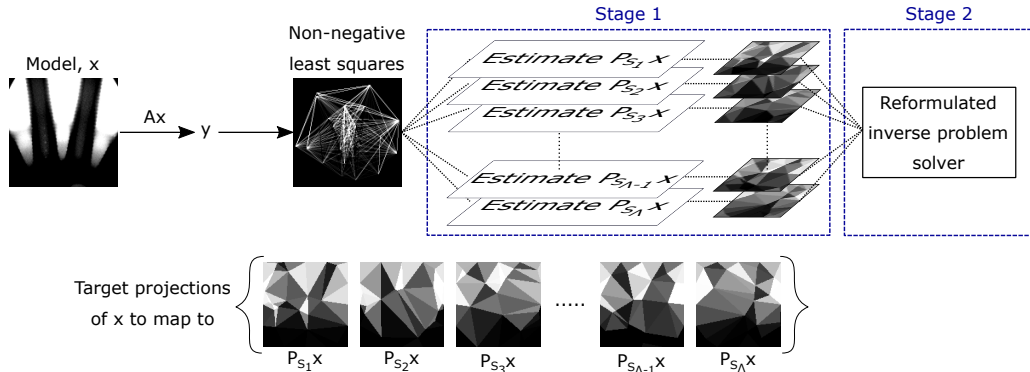 Stage 1
Stage 2
Non-negative
least squares
Model, x
Ax
y
Estimate P_{S_1} x
Estimate P_{S_2} x
Estimate P_{S_3} x
Estimate P_{S_{Λ-1}} x
Estimate P_{S_Λ} x
Reformulated
inverse problem
solver
Target projections
of x to map to
.....
P_{S_1}x
P_{S_2}x
P_{S_3}x
P_{S_{Λ-1}}x
P_{S_Λ}x